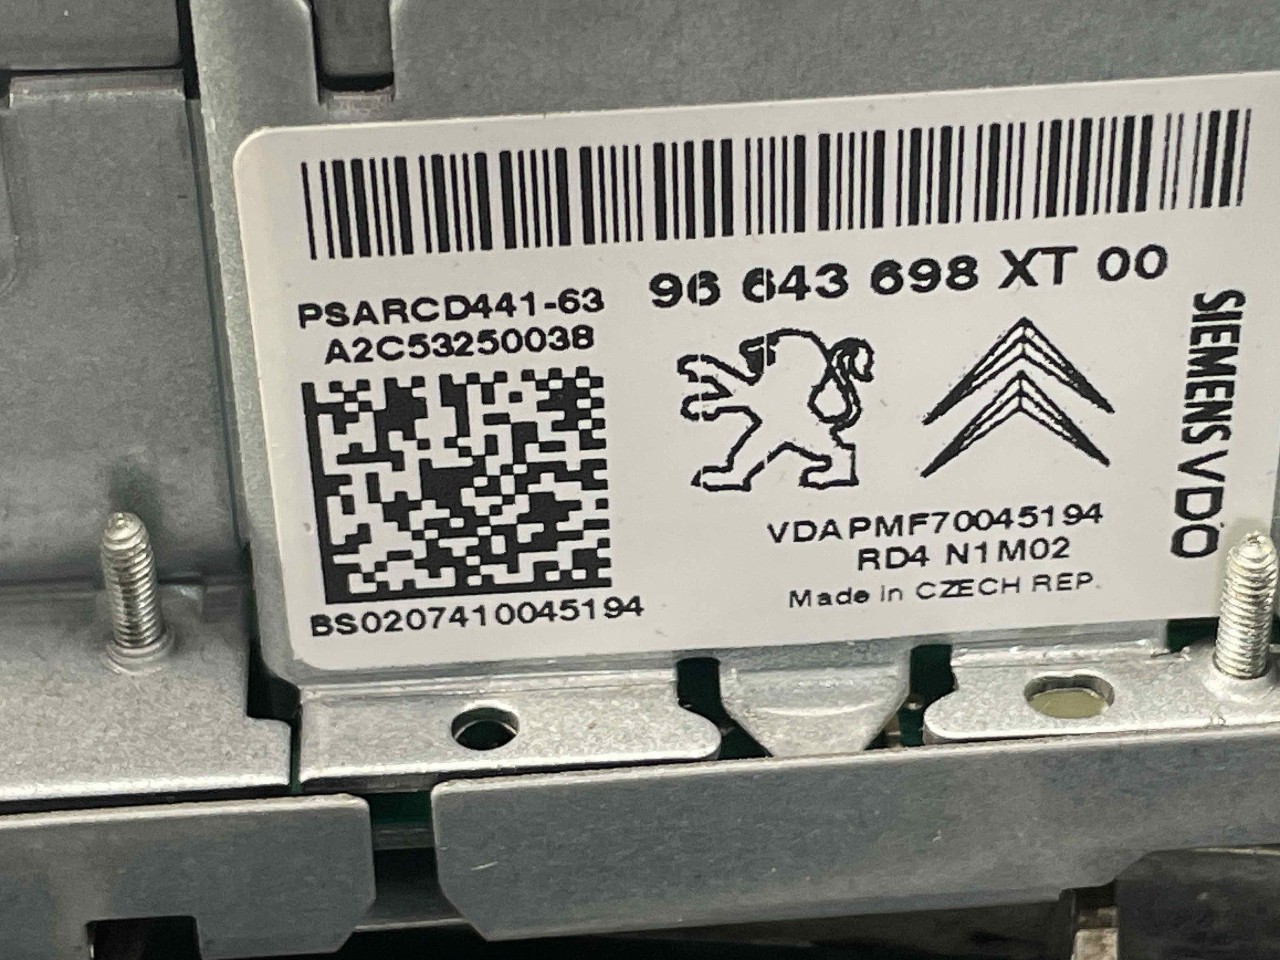 96 643 698 XT 00
PSARCD441-63
A2C53250038
SIEMENS VDO
VDAPMF70045194
RD4 N1M02
Made in CZECH REP.
BS0207410045194